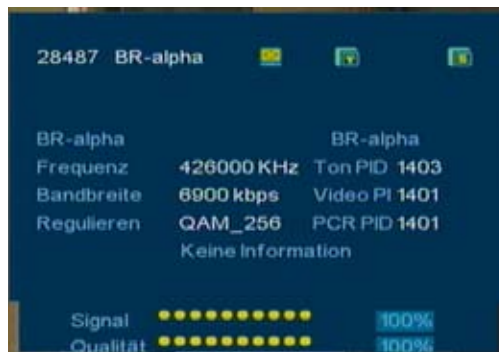 28487 BR-alpha
BR-alpha BR-alpha
Frequenz 426000 KHz Ton PID 1403
Bandbreite 6900 kbps Video PI 1401
Regulieren QAM_256 PCR PID 1401
Keine Information
Signal 100%
Qualität 100%